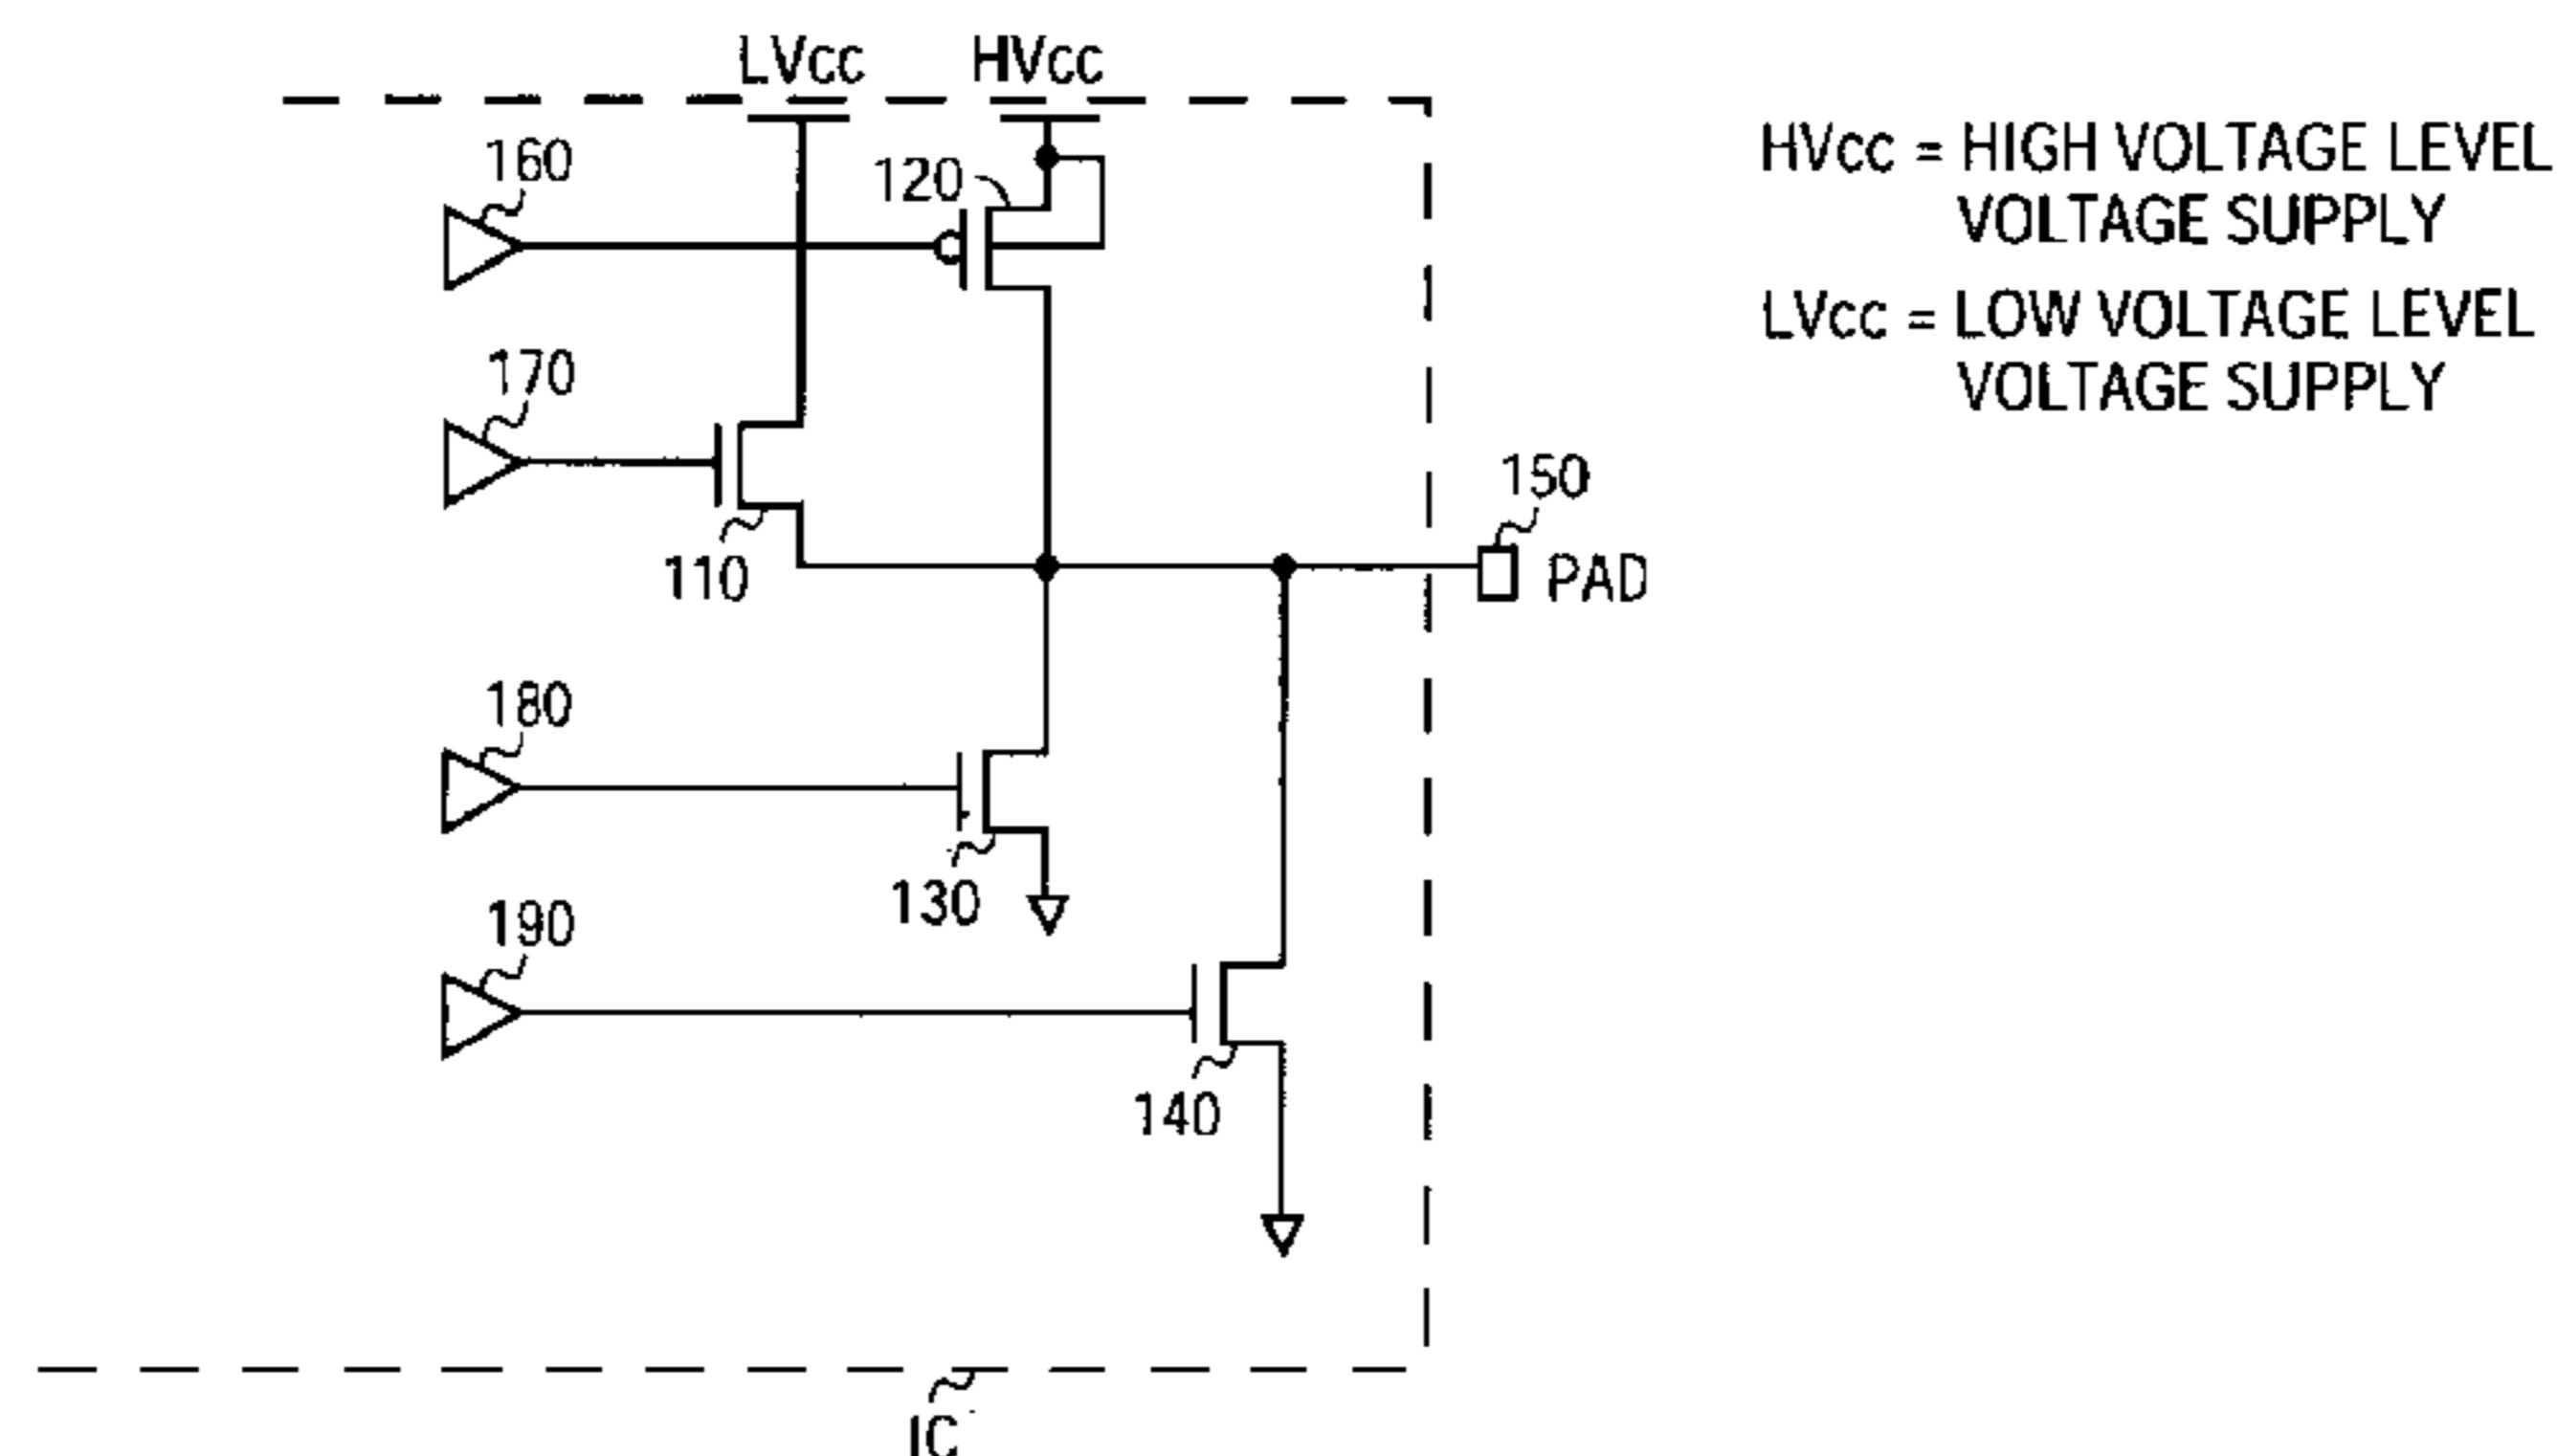 LVcc
HVcc
160
120
170
110
150
PAD
180
130
190
140
IC
HVcc = HIGH VOLTAGE LEVEL
VOLTAGE SUPPLY
LVcc = LOW VOLTAGE LEVEL
VOLTAGE SUPPLY